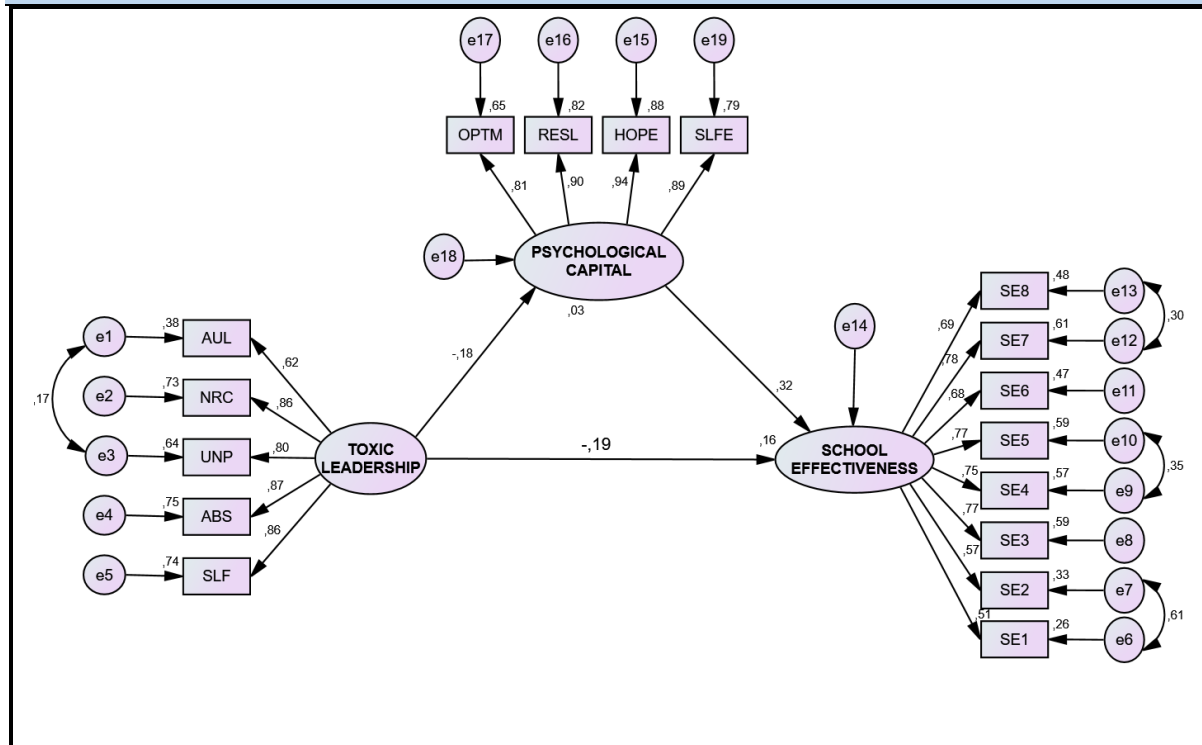 e17
e16
e15
e19
,65
,82
,88
,79
OPTM
RESL
HOPE
SLFE
,81
,90
,94
,89
e18
PSYCHOLOGICAL
CAPITAL
,03
-,18
,32
e14
e1
,38
AUL
,62
e2
,73
NRC
,86
,17
e3
,64
UNP
,80
e4
,75
ABS
,87
e5
,74
SLF
,86
TOXIC
LEADERSHIP
-,19
,16
SCHOOL
EFFECTIVENESS
,69
SE8
,48
e13
,30
,78
SE7
,61
e12
,68
SE6
,47
e11
,77
SE5
,59
e10
,35
,75
SE4
,57
e9
,77
SE3
,59
e8
,57
SE2
,33
e7
,61
,51
SE1
,26
e6